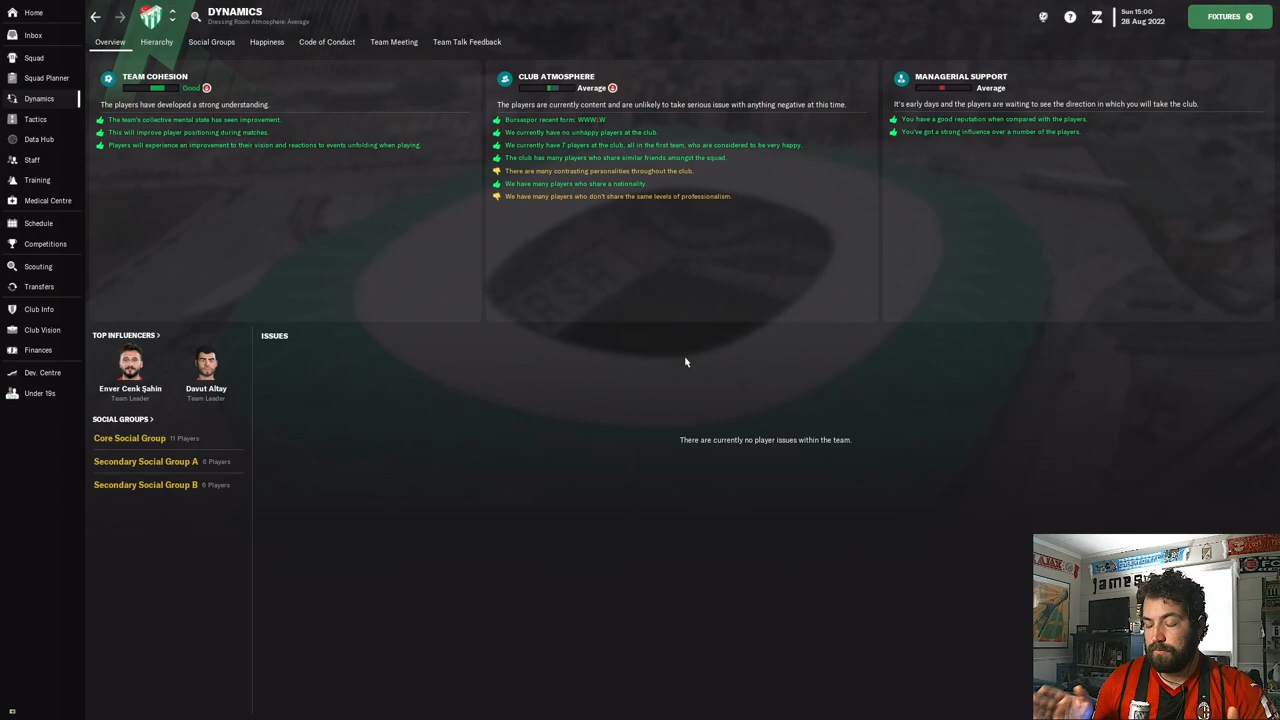 Home
Inbox
Squad
Squad Planner
Dynamics
Tactics
Data Hub
Staff
Training
Medical Centre
Schedule
Competitions
Scouting
Transfers
Club Info
Club Vision
Finances
Dev. Centre
Under 19s
DYNAMICS
Dressing Room Atmosphere: Average
Sun 15:00
28 Aug 2022
FIXTURES
Overview Hierarchy Social Groups Happiness Code of Conduct Team Meeting Team Talk Feedback
TEAM COHESION
Good
The players have developed a strong understanding.
The team's collective mental state has seen improvement.
This will improve player positioning during matches.
Players will experience an improvement to their vision and reactions to events unfolding when playing.
CLUB ATMOSPHERE
Average
The players are currently content and are unlikely to take serious issue with anything negative at this time.
Bursaspor recent form:
We currently have no unhappy players at the club.
We currently have 7 players at the club, all in the first team, who are considered to be very happy.
The club has many players who share similar friends amongst the squad.
There are many contrasting personalities throughout the club.
We have many players who share a nationality.
We have many players who don't share the same levels of professionalism.
MANAGERIAL SUPPORT
Average
It's early days and the players are waiting to see the direction in which you will take the club.
You have a good reputation when compared with the players.
You've got a strong influence over a number of the players.
TOP INFLUENCERS >
Enver Cenk Şahin
Team Leader
Davut Altay
Team Leader
SOCIAL GROUPS >
Core Social Group 11 Players
Secondary Social Group A 6 Players
Secondary Social Group B 6 Players
ISSUES
There are currently no player issues within the team.
james